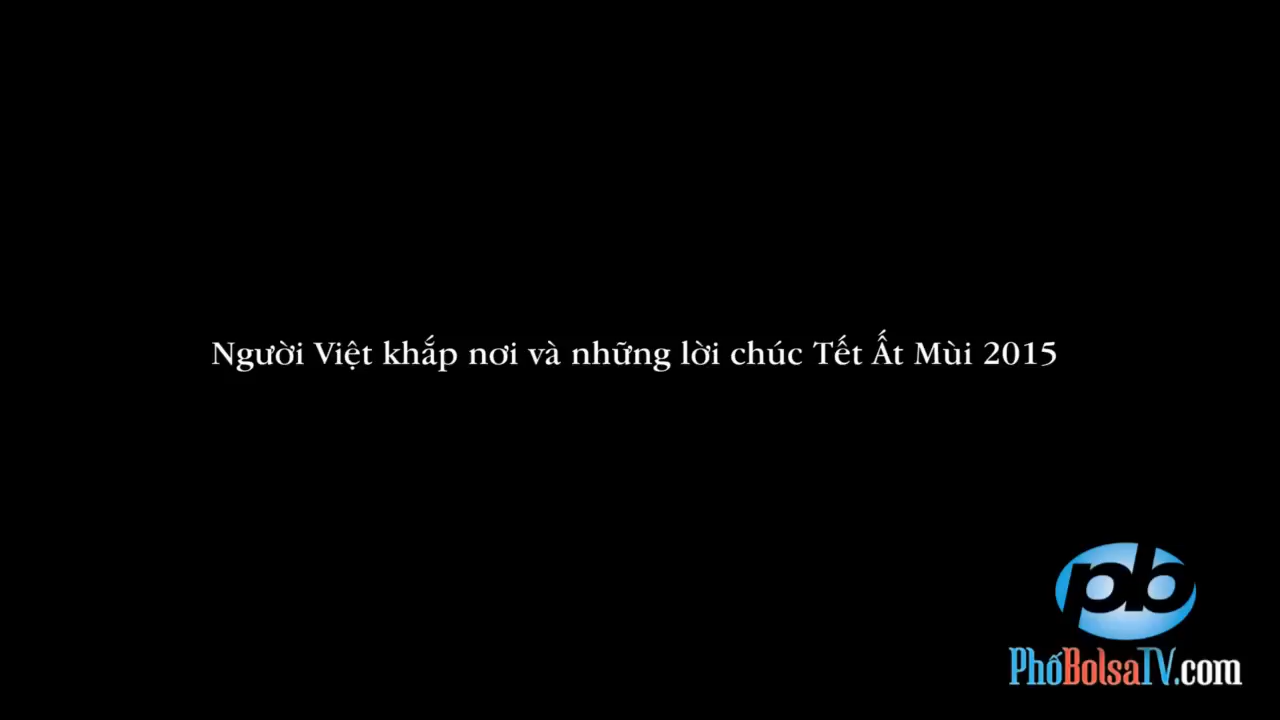 Người Việt khắp nơi và những lời chúc Tết Ất Mùi 2015
pb
PhốBolsaTV.com